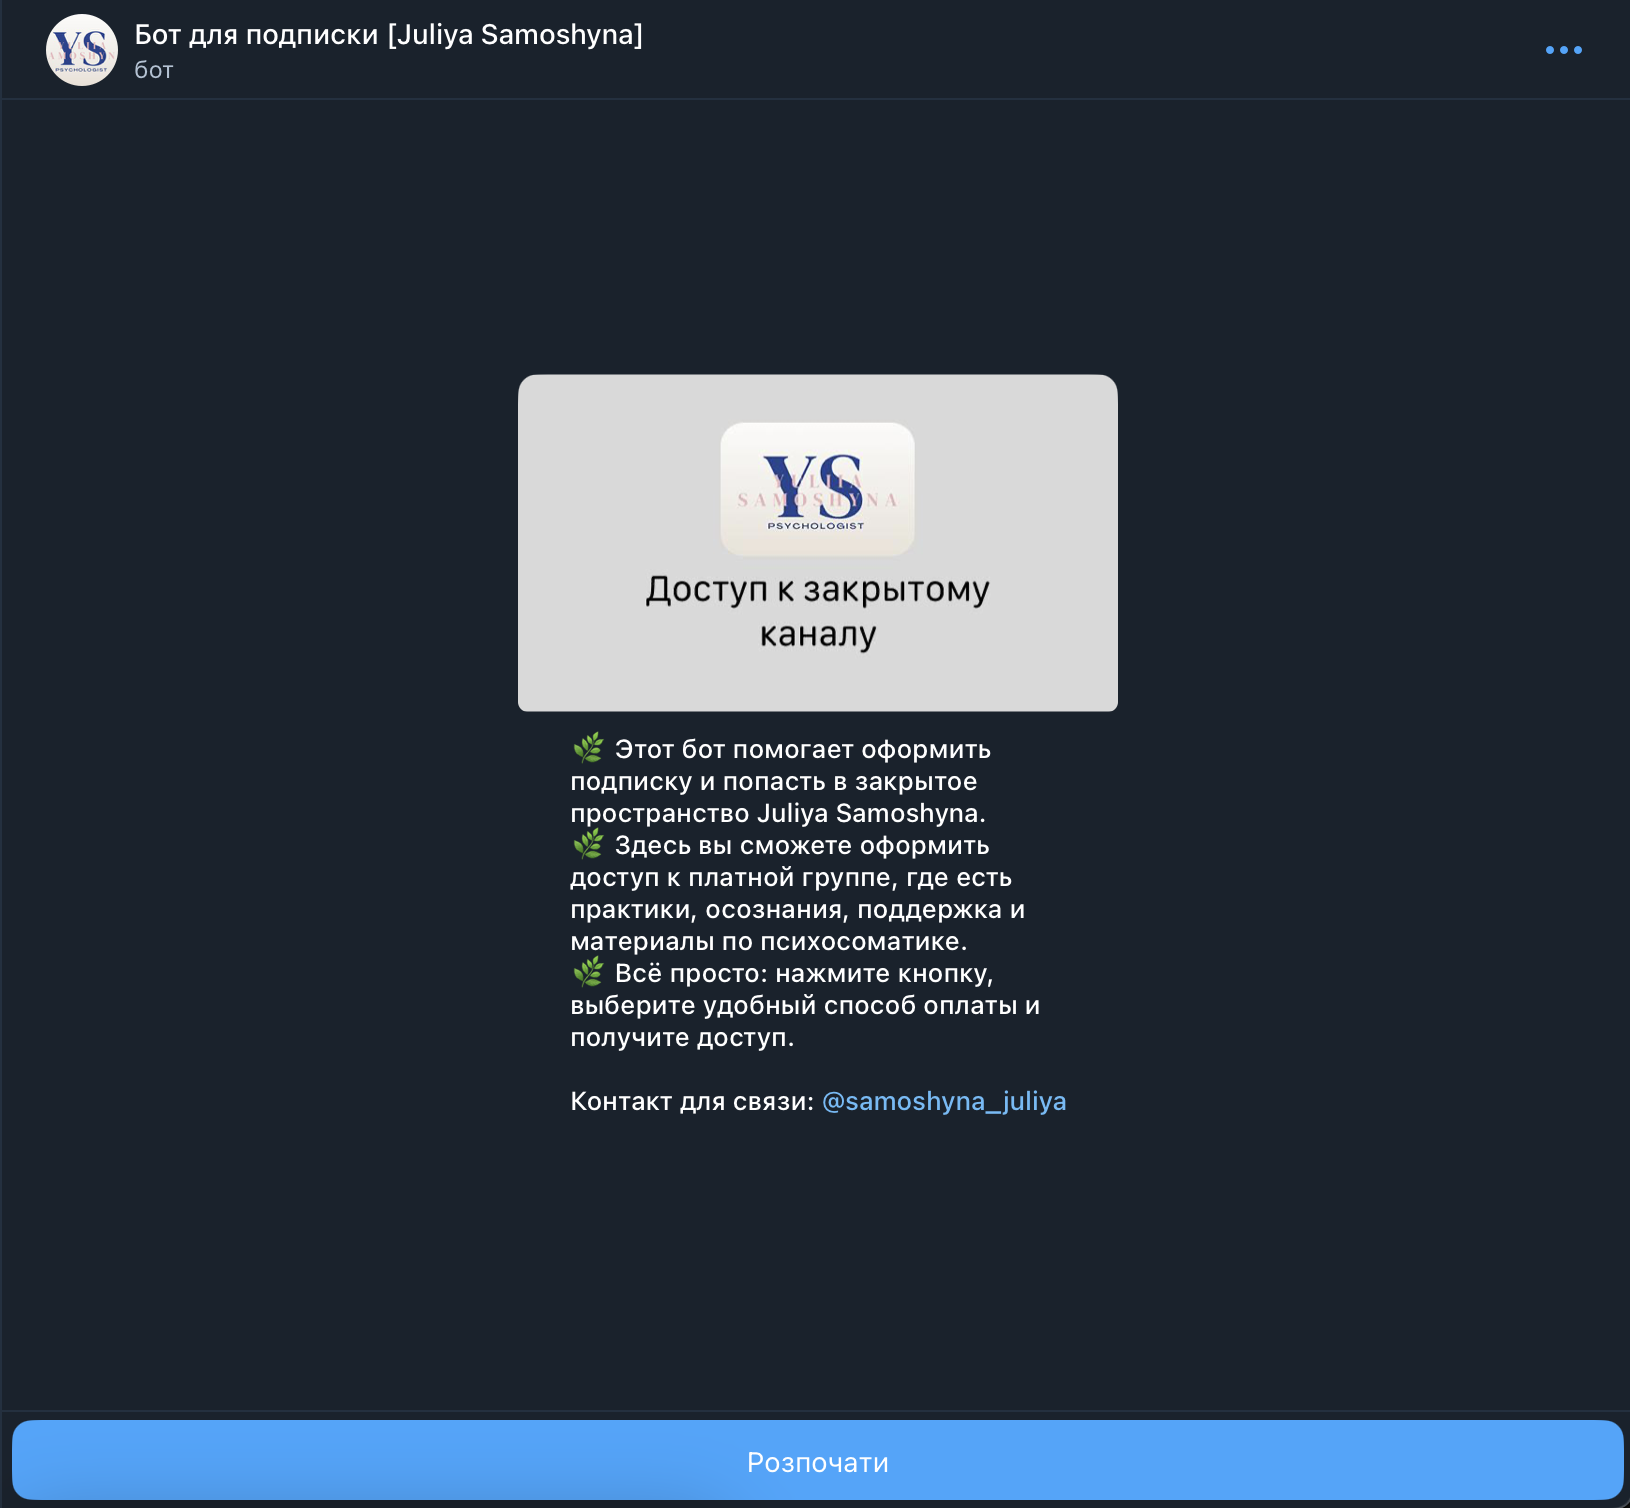 Бот для подписки [Juliya Samoshyna]
бот
YS
YULIIA
SAMOSHYNA
PSYCHOLOGIST
Доступ к закрытому
каналу
🌿 Этот бот помогает оформить
подписку и попасть в закрытое
пространство Juliya Samoshyna.
🌿 Здесь вы сможете оформить
доступ к платной группе, где есть
практики, осознания, поддержка и
материалы по психосоматике.
🌿 Всё просто: нажмите кнопку,
выберите удобный способ оплаты и
получите доступ.
Контакт для связи: @samoshyna_juliya
Розпочати